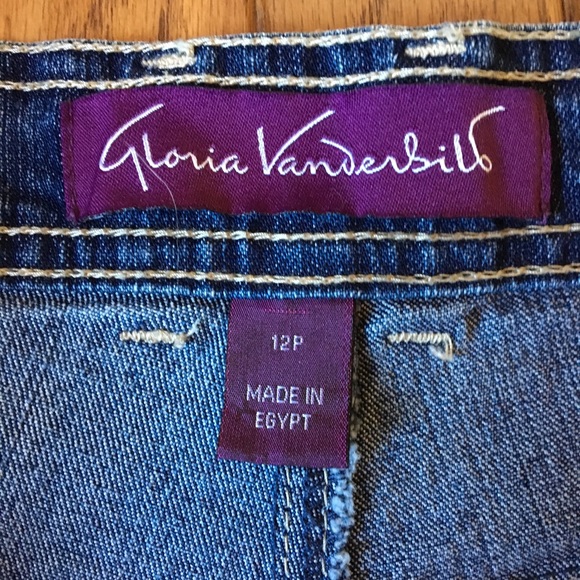 Gloria Vanderbilt
12P
MADE IN
EGYPT